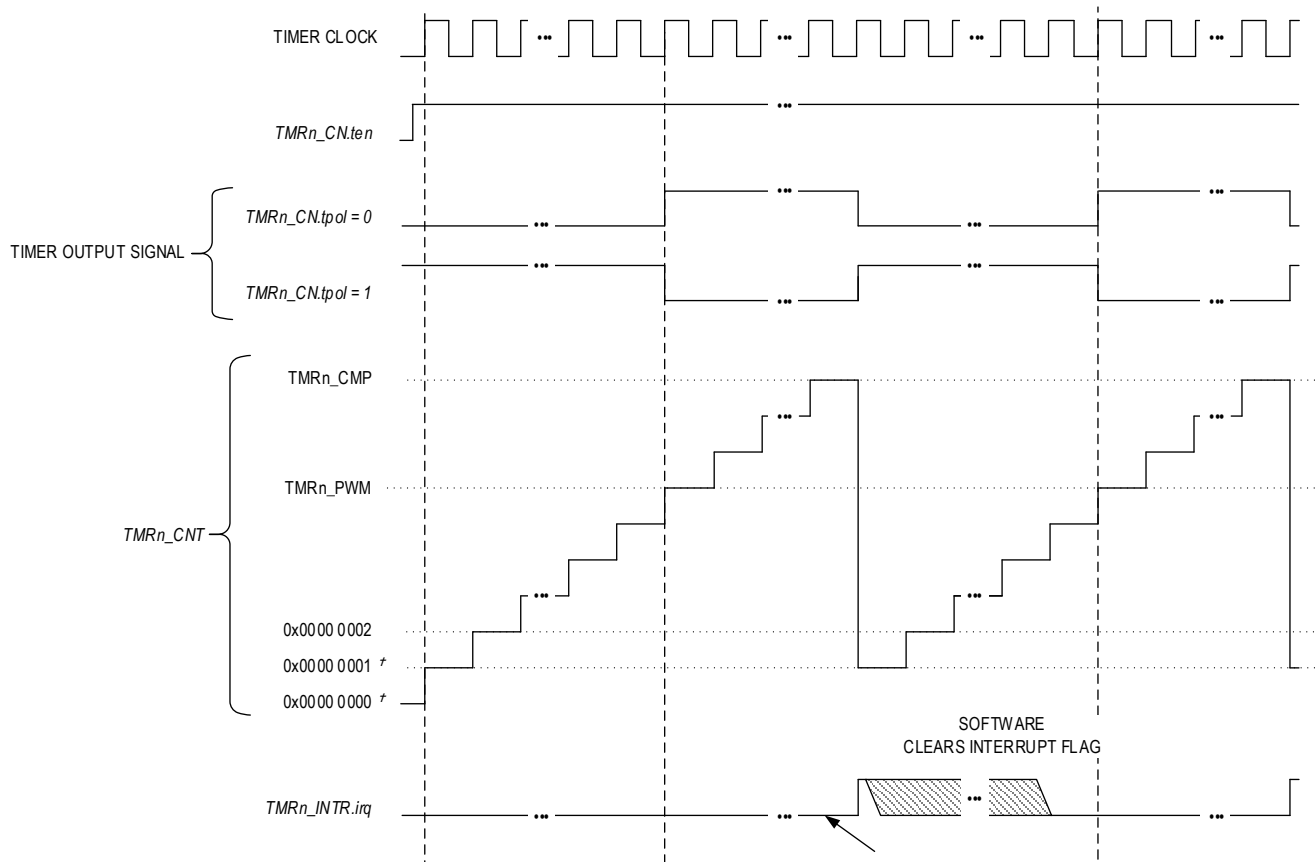 TIMER CLOCK
TMRn_CN.ten
TIMER OUTPUT SIGNAL
TMRn_CN.tpol = 0
TMRn_CN.tpol = 1
TMRn_CNT
TMRn_CMP
TMRn_PWM
0x0000 0002
0x0000 0001 †
0x0000 0000 †
SOFTWARE
CLEARS INTERRUPT FLAG
TMRn_INTR.irq